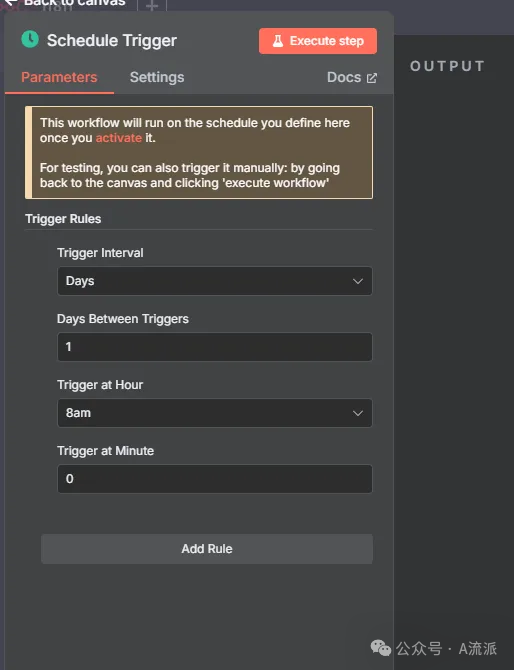 Back to canvas
Schedule Trigger
Execute step
Parameters
Settings
Docs
OUTPUT
This workflow will run on the schedule you define here
once you activate it.
For testing, you can also trigger it manually: by going
back to the canvas and clicking 'execute workflow'
Trigger Rules
Trigger Interval
Days
Days Between Triggers
1
Trigger at Hour
8am
Trigger at Minute
0
Add Rule
公众号 · A流派